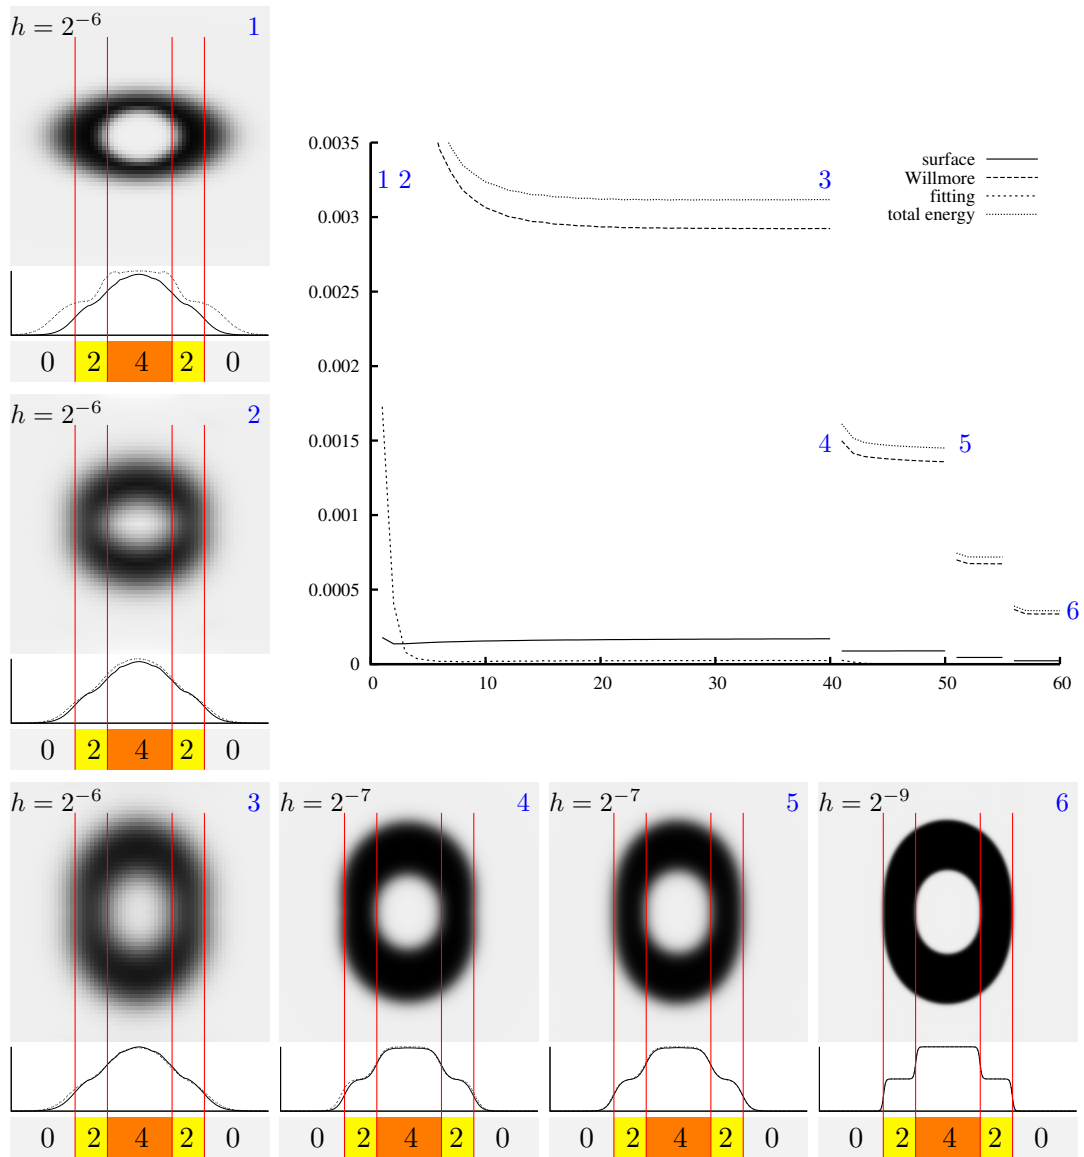 h = 2⁻⁶ 1
0 2 4 2 0
h = 2⁻⁶ 2
0 2 4 2 0
0.0035
0.003
0.0025
0.002
0.0015
0.001
0.0005
0
0 10 20 30 40 50 60
1 2 3
4 5
6
surface
Willmore
fitting
total energy
h = 2⁻⁶ 3
0 2 4 2 0
h = 2⁻⁷ 4
0 2 4 2 0
h = 2⁻⁷ 5
0 2 4 2 0
h = 2⁻⁹ 6
0 2 4 2 0